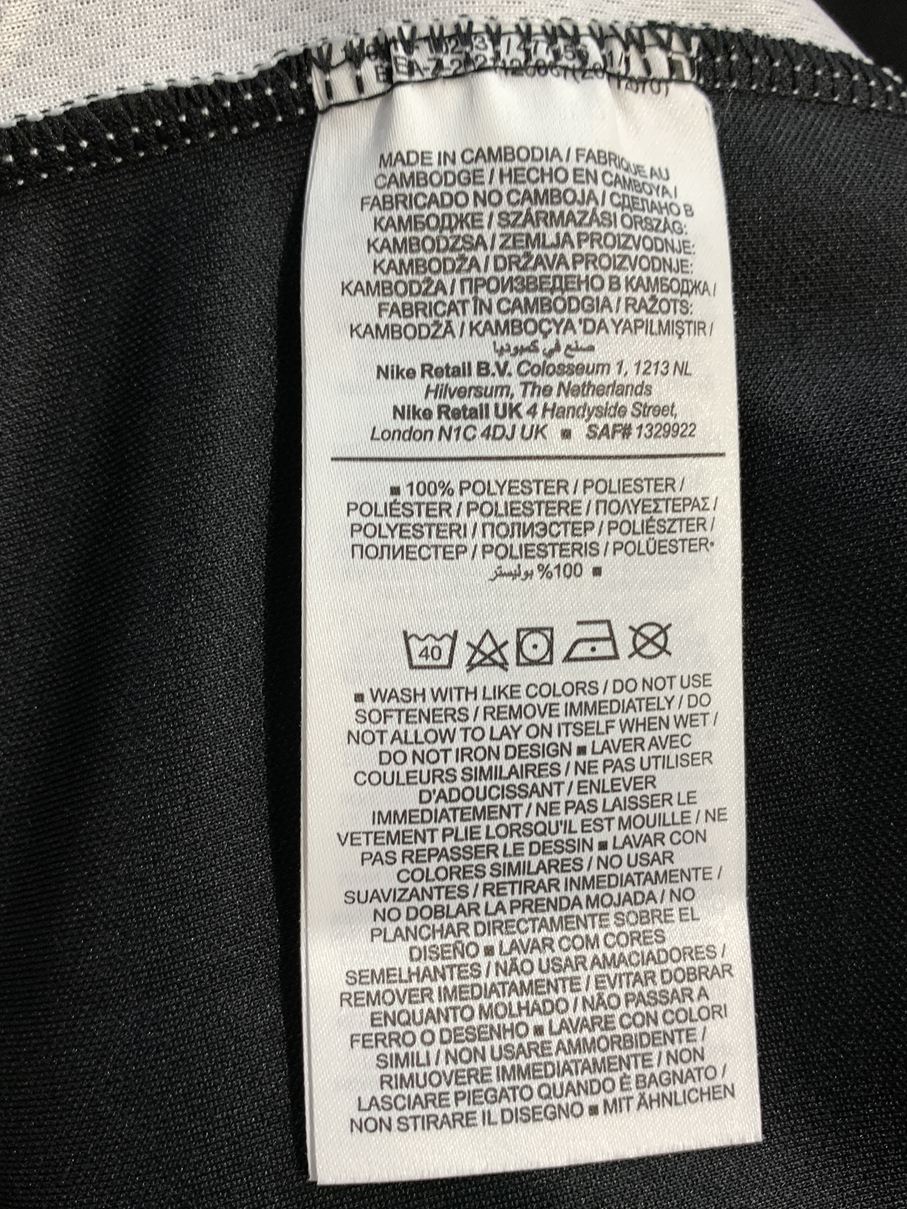 MADE IN CAMBODIA / FABRIQUE AU
CAMBODGE / HECHO EN CAMBOYA /
FABRICADO NO CAMBOJA / СДЕЛАНО В
КАМБОДЖЕ / SZÁRMAZÁSI ORSZÁG:
KAMBODZSA / ZEMLJA PROIZVODNJE:
KAMBODŽA / DRŽAVA PROIZVODNJE:
KAMBODŽA / ПРОИЗВЕДЕНО В КАМБОДЖА /
FABRICAT ÎN CAMBODGIA / RAŽOTS:
KAMBODŽĀ / KAMBOÇYA'DA YAPILMIŞTIR /
صنع في كمبوديا
Nike Retail B.V. Colosseum 1, 1213 NL
Hilversum, The Netherlands
Nike Retail UK 4 Handyside Street,
London N1C 4DJ UK ■ SAF# 1329922
■ 100% POLYESTER / POLIESTER /
POLIÉSTER / POLIESTERE / ΠΟΛΥΕΣΤΕΡΑΣ /
POLYESTERI / ПОЛИЭСТЕР / POLIÉSZTER /
ПОЛИЕСТЕР / POLIESTERIS / POLÜESTER*
100% بوليستر ■
40
■ WASH WITH LIKE COLORS / DO NOT USE
SOFTENERS / REMOVE IMMEDIATELY / DO
NOT ALLOW TO LAY ON ITSELF WHEN WET /
DO NOT IRON DESIGN ■ LAVER AVEC
COULEURS SIMILAIRES / NE PAS UTILISER
D'ADOUCISSANT / ENLEVER
IMMEDIATEMENT / NE PAS LAISSER LE
VETEMENT PLIE LORSQU'IL EST MOUILLE / NE
PAS REPASSER LE DESSIN ■ LAVAR CON
COLORES SIMILARES / NO USAR
SUAVIZANTES / RETIRAR INMEDIATAMENTE /
NO DOBLAR LA PRENDA MOJADA / NO
PLANCHAR DIRECTAMENTE SOBRE EL
DISEÑO ■ LAVAR COM CORES
SEMELHANTES / NÃO USAR AMACIADORES /
REMOVER IMEDIATAMENTE / EVITAR DOBRAR
ENQUANTO MOLHADO / NÃO PASSAR A
FERRO O DESENHO ■ LAVARE CON COLORI
SIMILI / NON USARE AMMORBIDENTE /
RIMUOVERE IMMEDIATAMENTE / NON
LASCIARE PIEGATO QUANDO È BAGNATO /
NON STIRARE IL DISEGNO ■ MIT ÄHNLICHEN